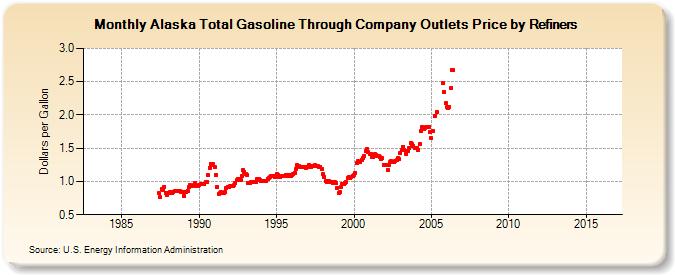 Monthly Alaska Total Gasoline Through Company Outlets Price by Refiners
Dollars per Gallon
3.0
2.5
2.0
1.5
1.0
0.5
1985 1990 1995 2000 2005 2010 2015
Source: U.S. Energy Information Administration